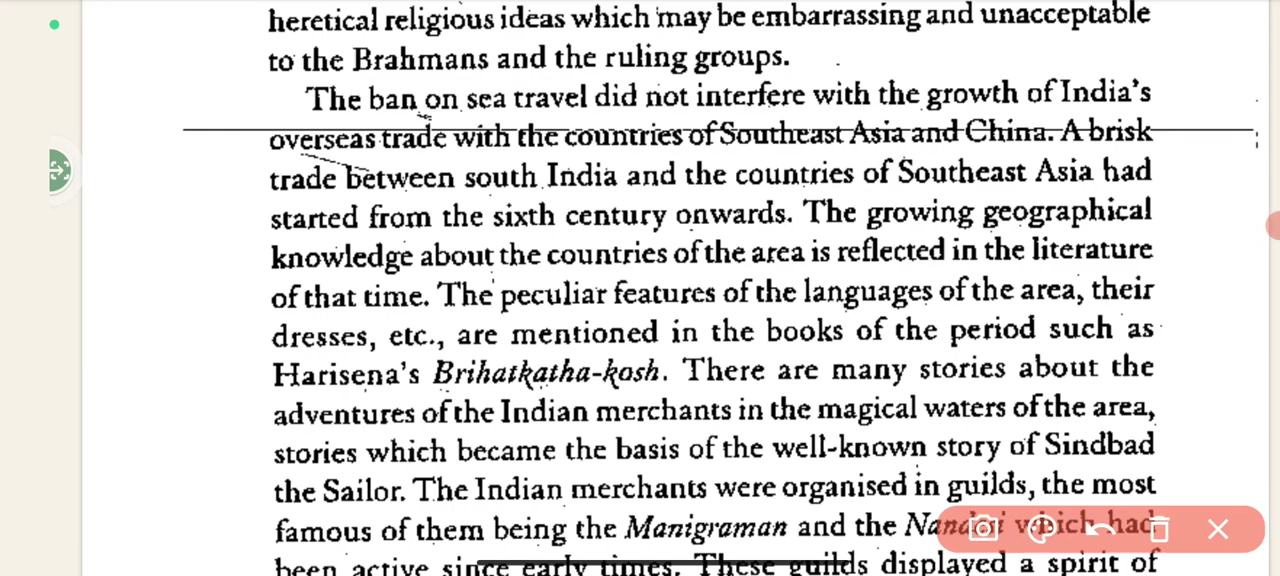 heretical religious ideas which may be embarrassing and unacceptable
to the Brahmans and the ruling groups.
The ban on sea travel did not interfere with the growth of India's
overseas trade with the countries of Southeast Asia and China. A brisk
trade between south India and the countries of Southeast Asia had
started from the sixth century onwards. The growing geographical
knowledge about the countries of the area is reflected in the literature
of that time. The peculiar features of the languages of the area, their
dresses, etc., are mentioned in the books of the period such as
Harisena's Brihatkatha-kosh. There are many stories about the
adventures of the Indian merchants in the magical waters of the area,
stories which became the basis of the well-known story of Sindbad
the Sailor. The Indian merchants were organised in guilds, the most
famous of them being the Manigraman and the which had
been active since early times. These guilds displayed a spirit of